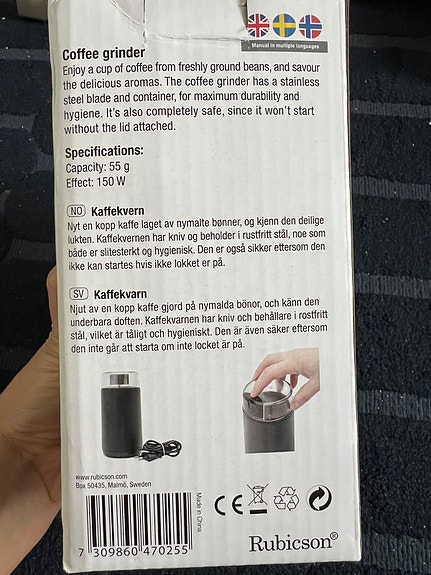 Manual in multiple languages
Coffee grinder
Enjoy a cup of coffee from freshly ground beans, and savour
the delicious aromas. The coffee grinder has a stainless
steel blade and container, for maximum durability and
hygiene. It's also completely safe, since it won't start
without the lid attached.
Specifications:
Capacity: 55 g
Effect: 150 W
NO Kaffekvern
Nyt en kopp kaffe laget av nymalte bønner, og kjenn den deilige
lukten. Kaffekvernen har kniv og beholder i rustfritt stål, noe som
både er slitesterkt og hygienisk. Den er også sikker ettersom den
ikke kan startes hvis ikke lokket er på.
SV Kaffekvarn
Njut av en kopp kaffe gjord på nymalda bönor, och känn den
underbara doften. Kaffekvarnen har kniv och behållare i rostfritt
stål, vilket är tåligt och hygieniskt. Den är även säker eftersom
den inte går att starta om inte locket är på.
www.rubicson.com
Box 50435, Malmö, Sweden
Made in China
CE
7 309860 470255
Rubicson®